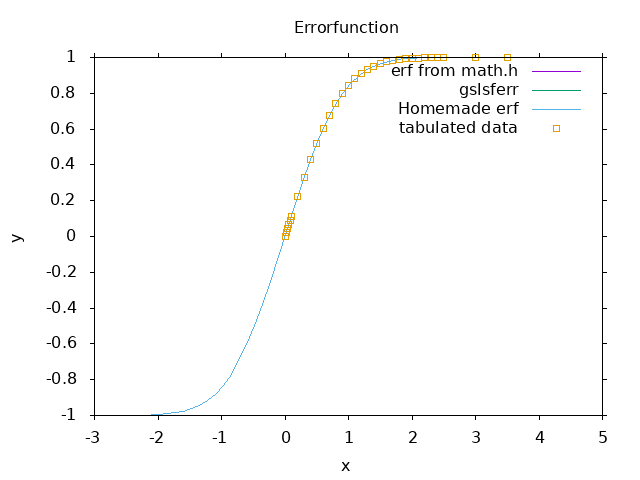 Errorfunction
1
erf from math.h
gslsferr
0.8
Homemade erf
tabulated data
0.6
0.4
0.2
y
0
-0.2
-0.4
-0.6
-0.8
-1
-3 -2 -1 0 1 2 3 4 5
x